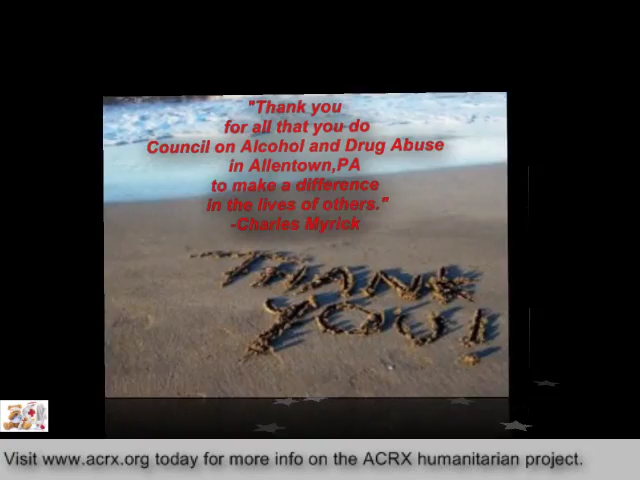 "Thank you
for all that you do
Council on Alcohol and Drug Abuse
in Allentown,PA
to make a difference
in the lives of others."
-Charles Myrick
THANK
YOU!
Visit www.acrx.org today for more info on the ACRX humanitarian project.